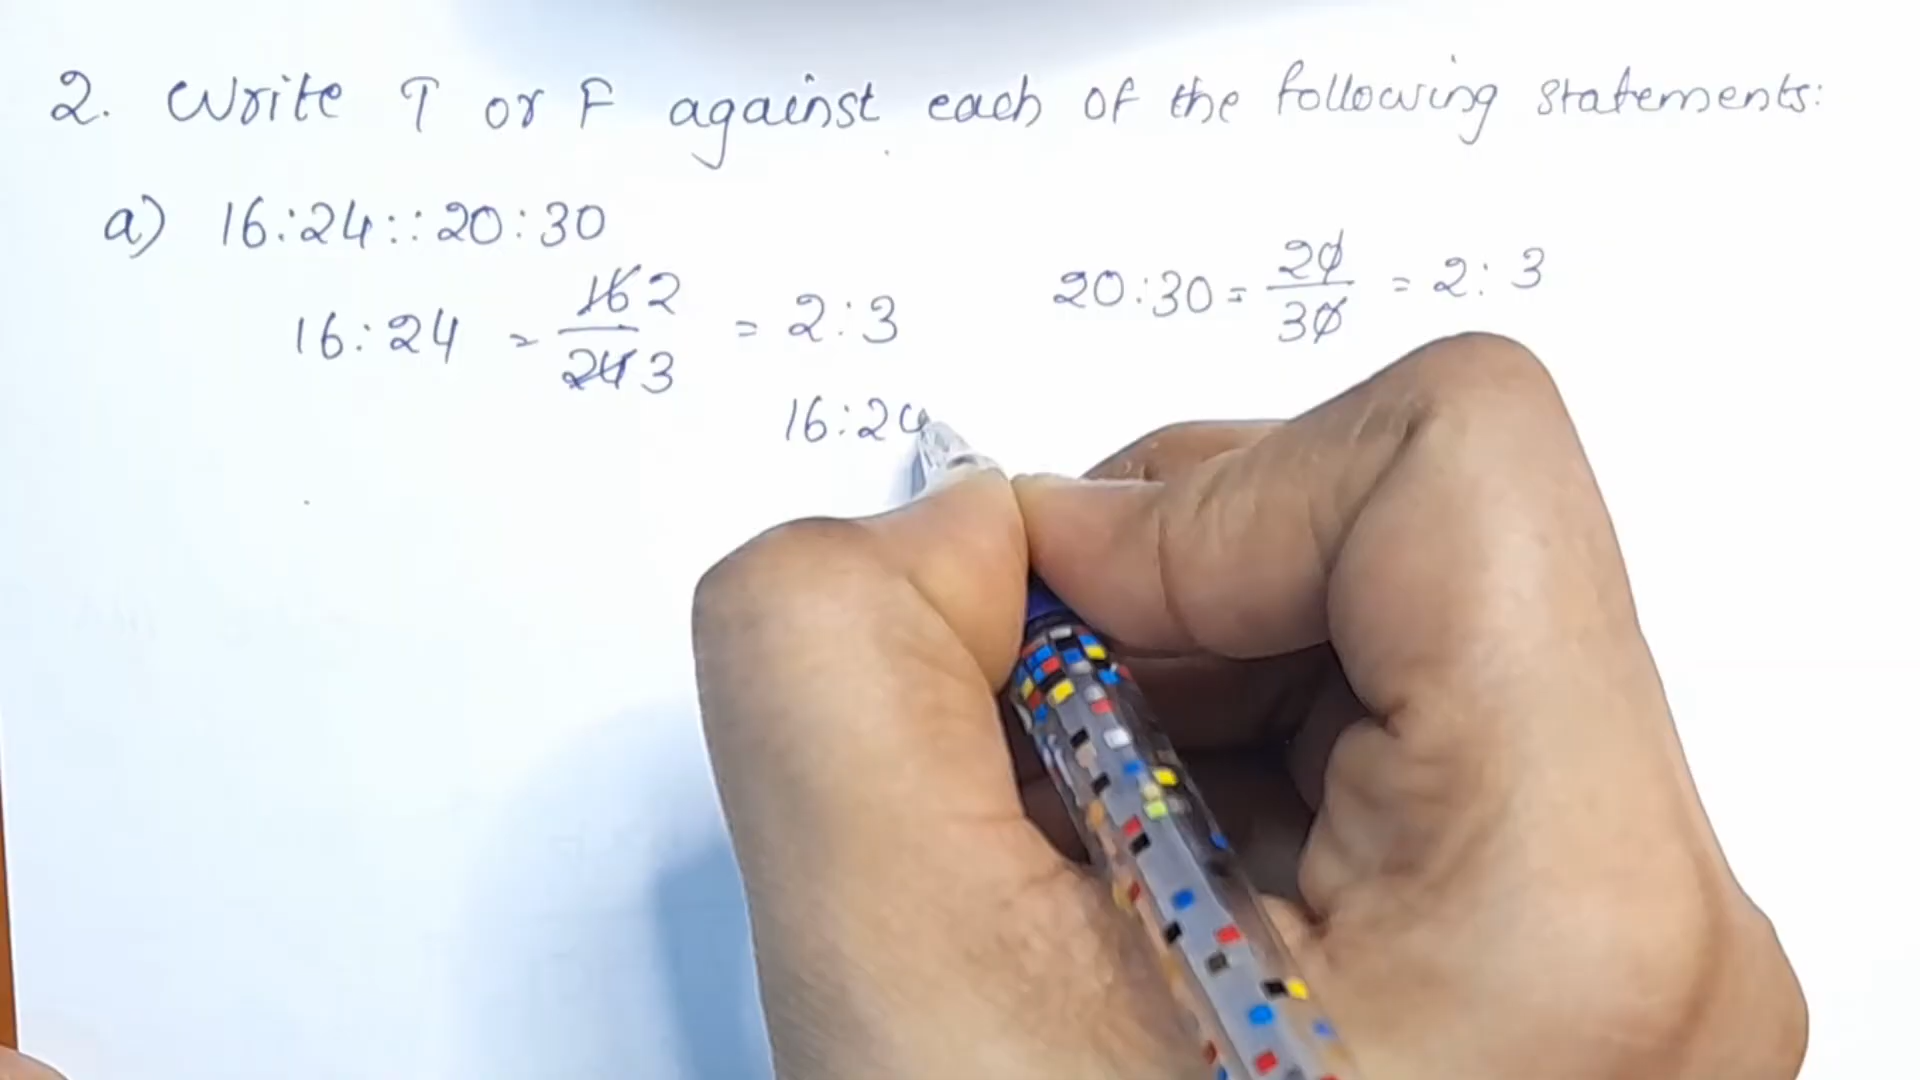 2. Write T or F against each of the following statements:
a) 16:24::20:30
16:24 = 16 2 / 24 3 = 2:3
20:30 = 20 / 30 = 2:3
16:24